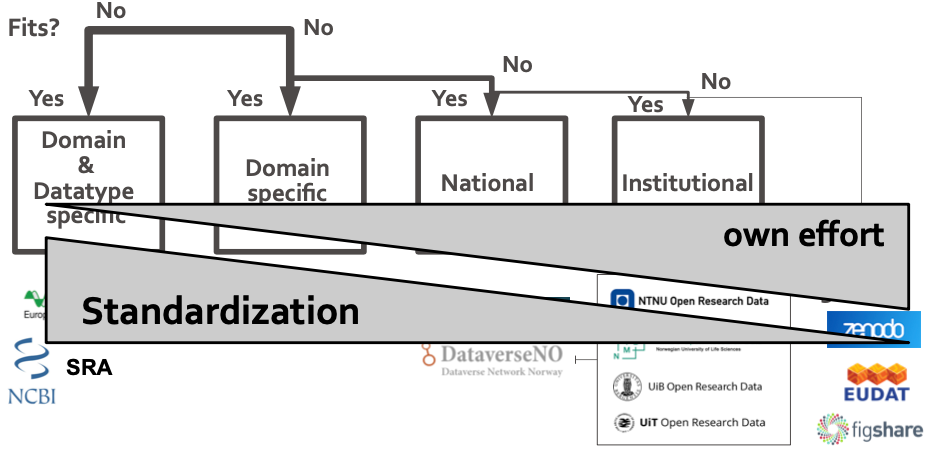 Fits?
No
No
No
No
Yes
Yes
Yes
Yes
Domain
&
Datatype
specific
Domain
specific
National
Institutional
own effort
Standardization
Europ
SRA
NCBI
DataverseNO
Dataverse Network Norway
NTNU Open Research Data
N M
Norwegian University of Life Sciences
UiB Open Research Data
UiT Open Research Data
zenodo
EUDAT
figshare